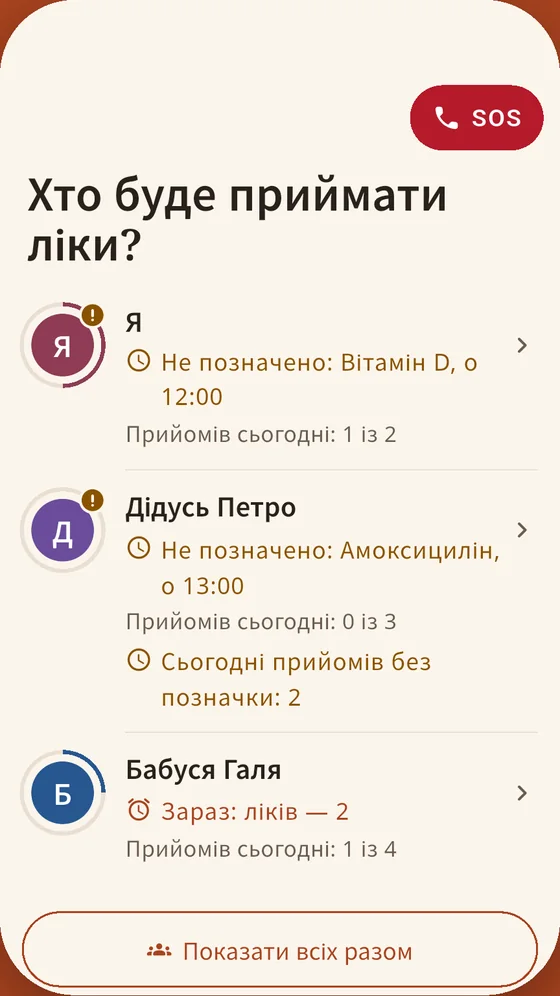 SOS
Хто буде приймати
ліки?
Я
Я
Не позначено: Вітамін D, о
12:00
Прийомів сьогодні: 1 із 2
Д
Дідусь Петро
Не позначено: Амоксицилін,
о 13:00
Прийомів сьогодні: 0 із 3
Сьогодні прийомів без
позначки: 2
Б
Бабуся Галя
Зараз: ліків — 2
Прийомів сьогодні: 1 із 4
Показати всіх разом